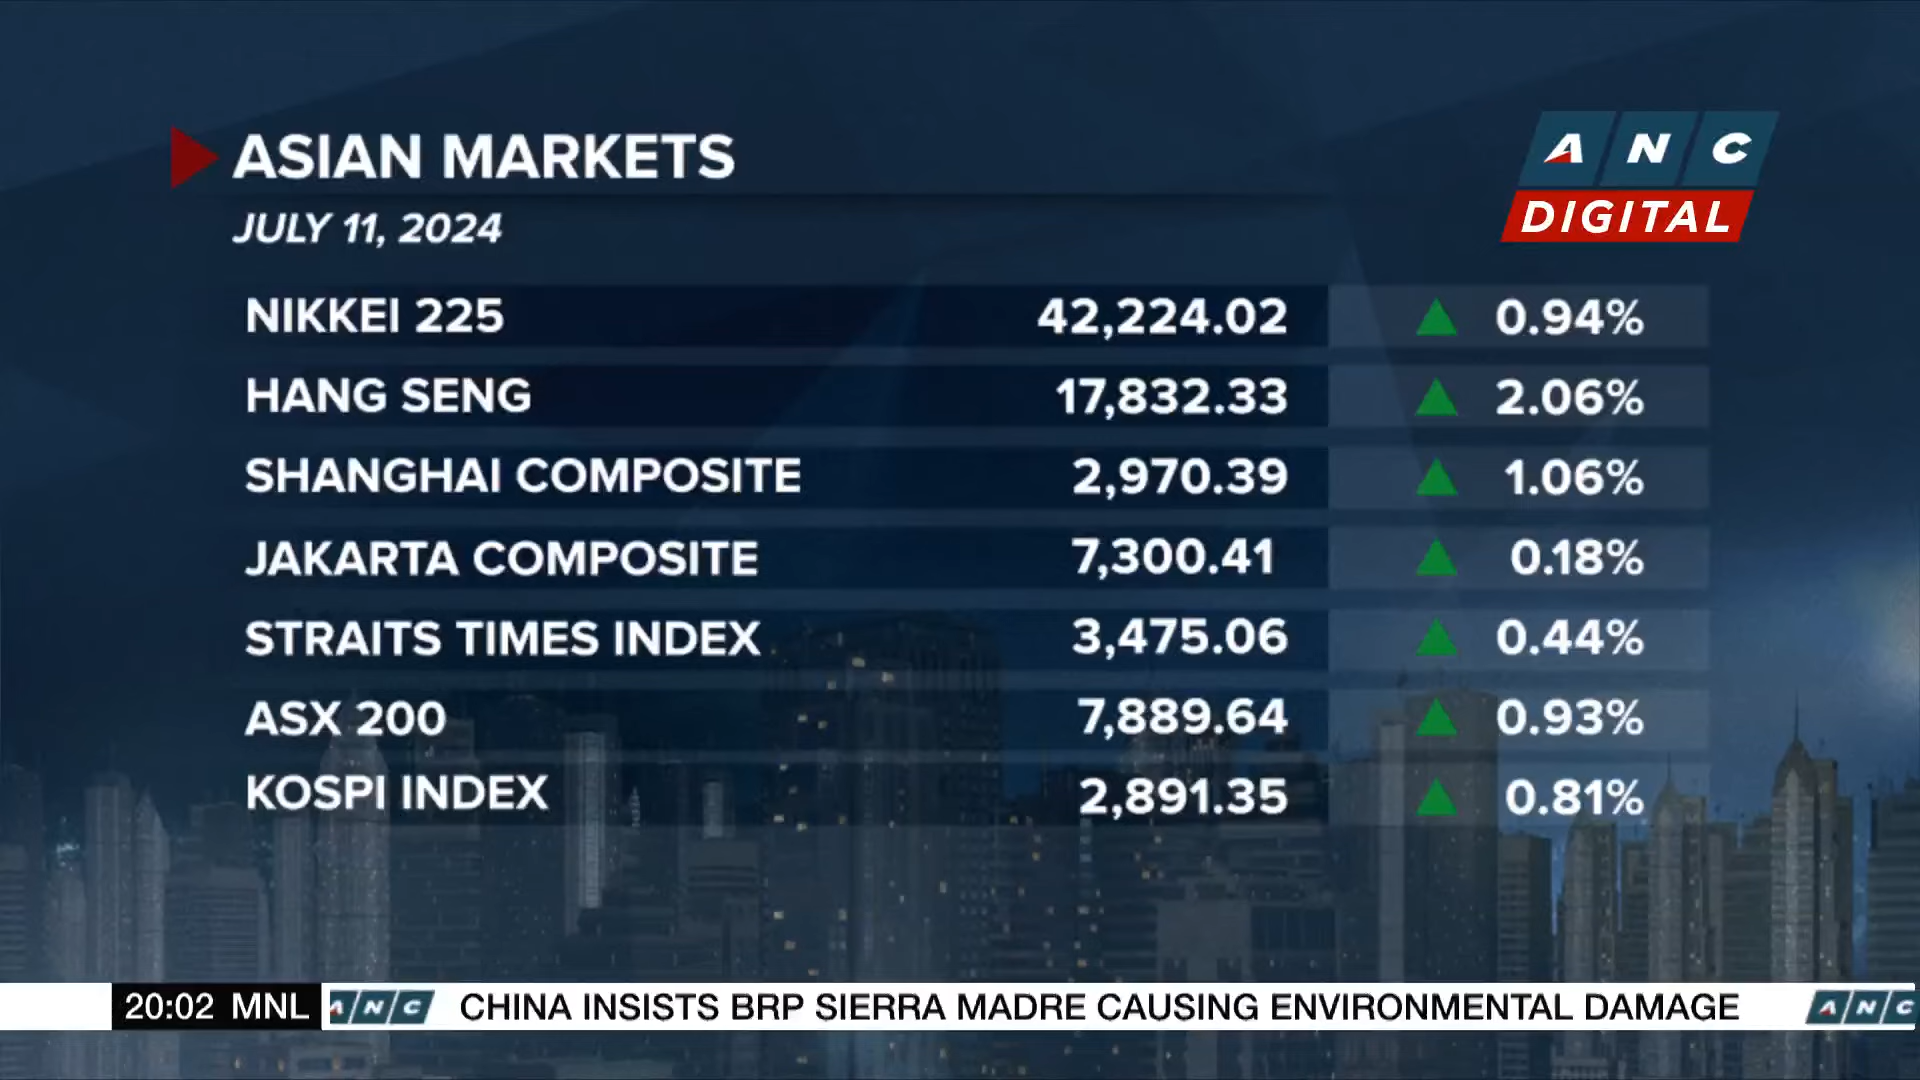 ASIAN MARKETS
JULY 11, 2024
ANC
DIGITAL
NIKKEI 225 42,224.02 0.94%
HANG SENG 17,832.33 2.06%
SHANGHAI COMPOSITE 2,970.39 1.06%
JAKARTA COMPOSITE 7,300.41 0.18%
STRAITS TIMES INDEX 3,475.06 0.44%
ASX 200 7,889.64 0.93%
KOSPI INDEX 2,891.35 0.81%
20:02 MNL ANC CHINA INSISTS BRP SIERRA MADRE CAUSING ENVIRONMENTAL DAMAGE ANC